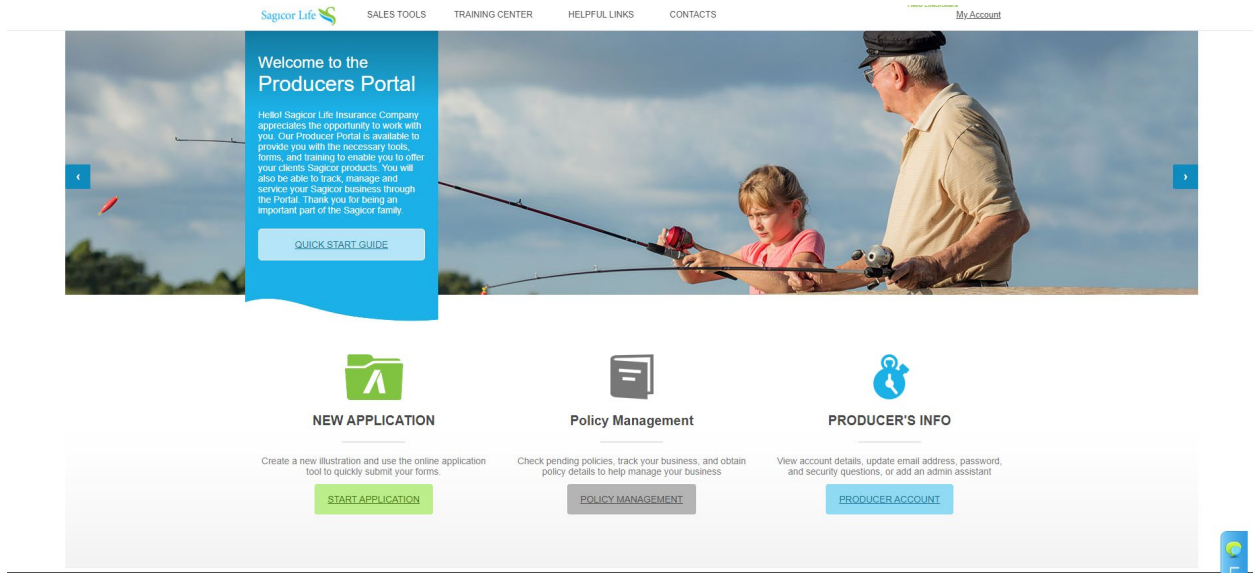 Sagicor Life
SALES TOOLS
TRAINING CENTER
HELPFUL LINKS
CONTACTS
My Account
Welcome to the
Producers Portal
Hello! Sagicor Life Insurance Company
appreciates the opportunity to work with
you. Our Producer Portal is available to
provide you with the necessary tools,
forms, and training to enable you to offer
your clients Sagicor products. You will
also be able to track, manage and
service your Sagicor business through
the Portal. Thank you for being an
important part of the Sagicor family.
QUICK START GUIDE
NEW APPLICATION
Create a new illustration and use the online application
tool to quickly submit your forms.
START APPLICATION
Policy Management
Check pending policies, track your business, and obtain
policy details to help manage your business
POLICY MANAGEMENT
PRODUCER'S INFO
View account details, update email address, password,
and security questions, or add an admin assistant
PRODUCER ACCOUNT